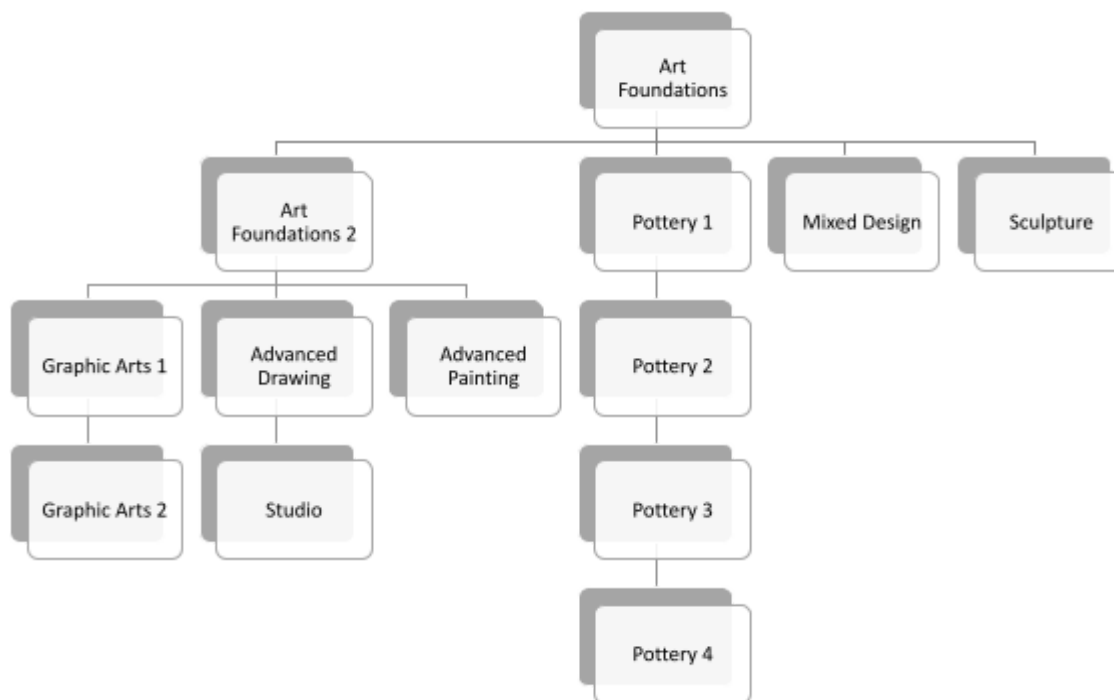 Art
Foundations
Art
Foundations 2
Pottery 1
Mixed Design
Sculpture
Graphic Arts 1
Advanced
Drawing
Advanced
Painting
Pottery 2
Graphic Arts 2
Studio
Pottery 3
Pottery 4